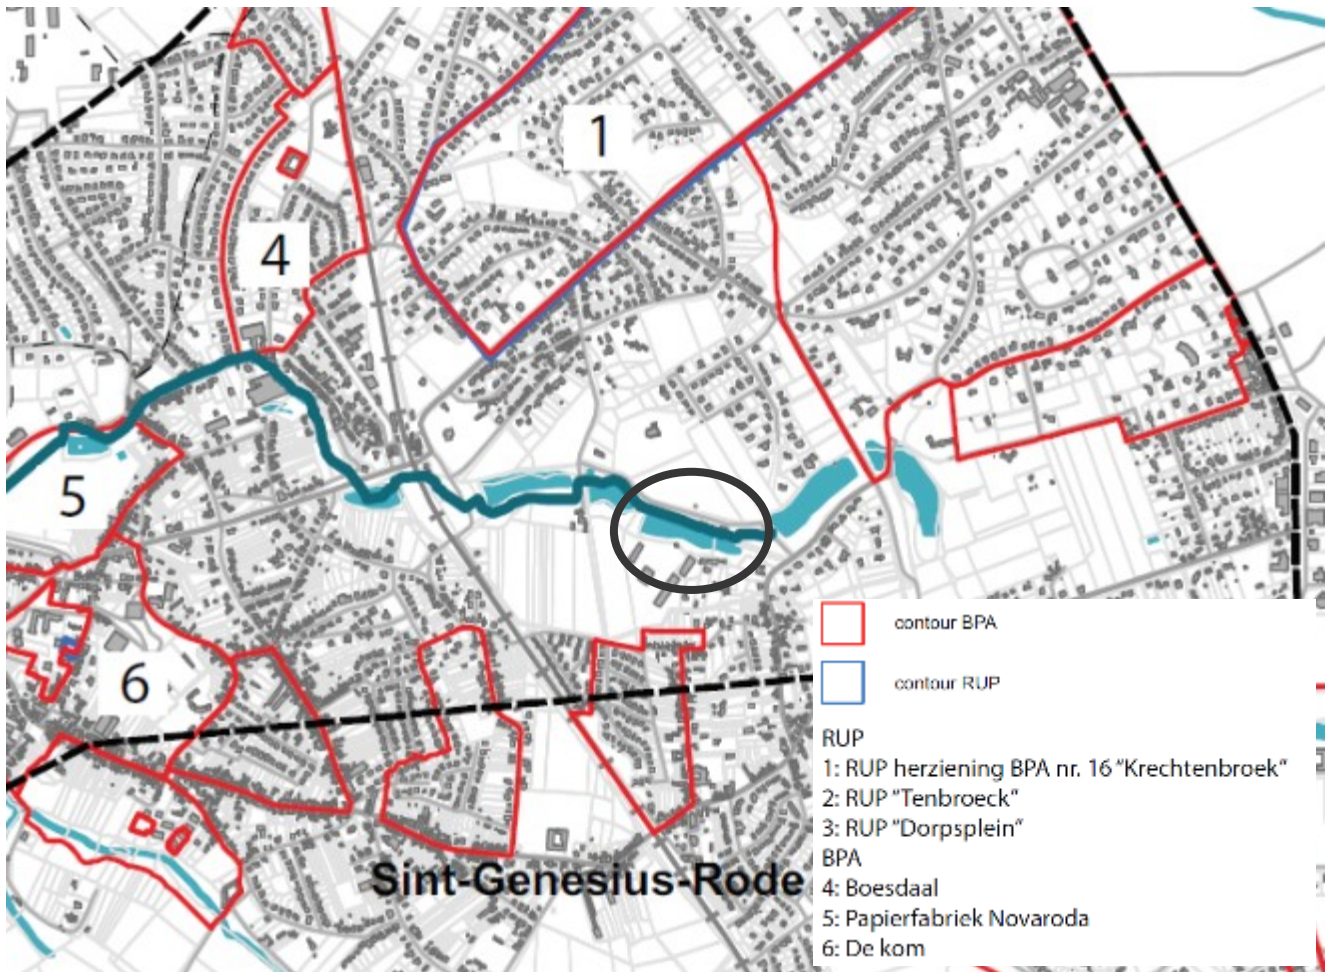 1
4
5
6
Sint-Genesius-Rode
contour BPA
contour RUP
RUP
1: RUP herziening BPA nr. 16 "Krechtenbroek"
2: RUP "Tenbroeck"
3: RUP "Dorpsplein"
BPA
4: Boesdaal
5: Papierfabriek Novaroda
6: De kom